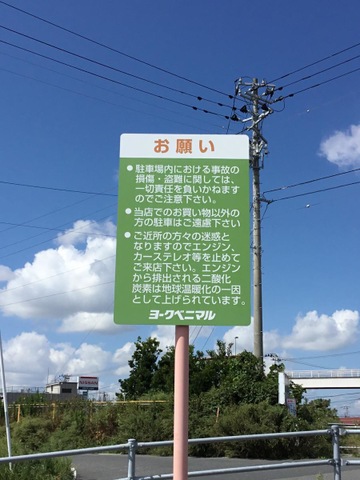 お願い
●駐車場内における事故の
損傷・盗難に関しては、
一切責任を負いかねます
のでご注意下さい。
●当店でのお買い物以外の
方の駐車はご遠慮下さい
●ご近所の方々の迷惑と
なりますのでエンジン、
カーステレオ等を止めて
ご来店下さい。エンジン
から排出される二酸化
炭素は地球温暖化の一因
として上げられています。
ヨークベニマル
NISSAN